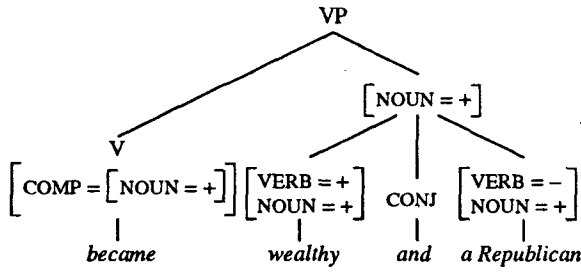 VP
[NOUN = +]
V
[COMP = [NOUN = +]] [VERB = + NOUN = +] CONJ [VERB = − NOUN = +]
became wealthy and a Republican